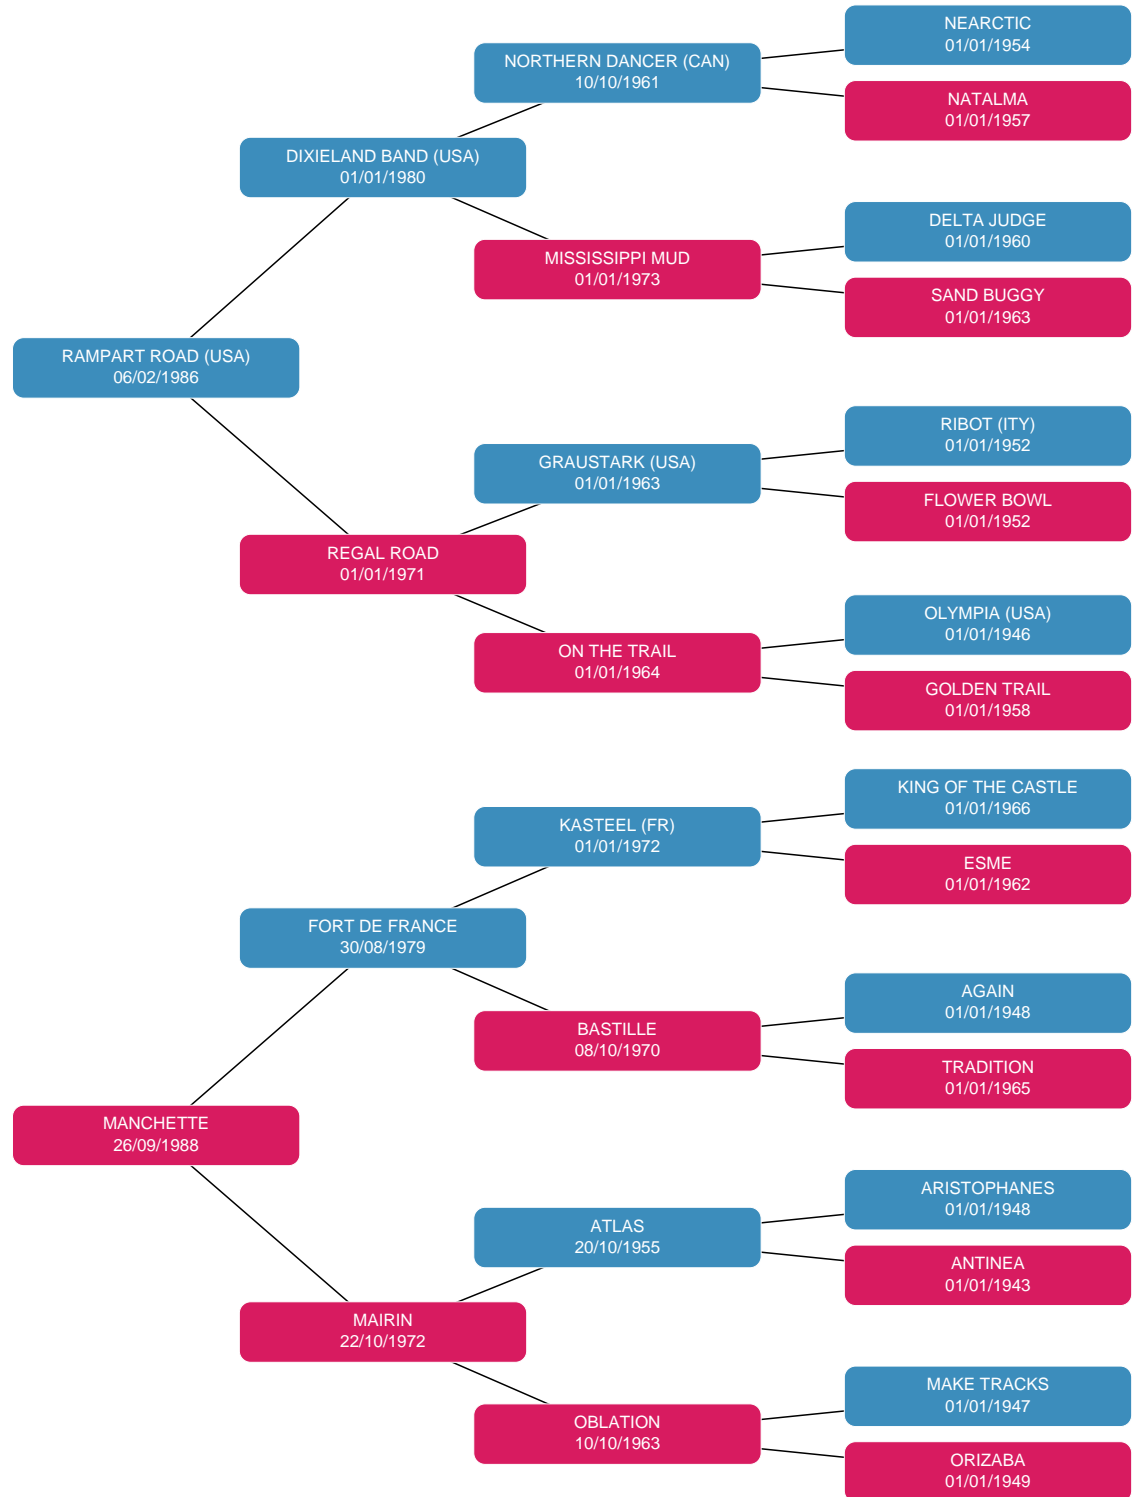 NEARCTIC
01/01/1954
NORTHERN DANCER (CAN)
10/10/1961
NATALMA
01/01/1957
DIXIELAND BAND (USA)
01/01/1980
DELTA JUDGE
01/01/1960
MISSISSIPPI MUD
01/01/1973
SAND BUGGY
01/01/1963
RAMPART ROAD (USA)
06/02/1986
RIBOT (ITY)
01/01/1952
GRAUSTARK (USA)
01/01/1963
FLOWER BOWL
01/01/1952
REGAL ROAD
01/01/1971
OLYMPIA (USA)
01/01/1946
ON THE TRAIL
01/01/1964
GOLDEN TRAIL
01/01/1958
KING OF THE CASTLE
01/01/1966
KASTEEL (FR)
01/01/1972
ESME
01/01/1962
FORT DE FRANCE
30/08/1979
AGAIN
01/01/1948
BASTILLE
08/10/1970
TRADITION
01/01/1965
MANCHETTE
26/09/1988
ARISTOPHANES
01/01/1948
ATLAS
20/10/1955
ANTINEA
01/01/1943
MAIRIN
22/10/1972
MAKE TRACKS
01/01/1947
OBLATION
10/10/1963
ORIZABA
01/01/1949